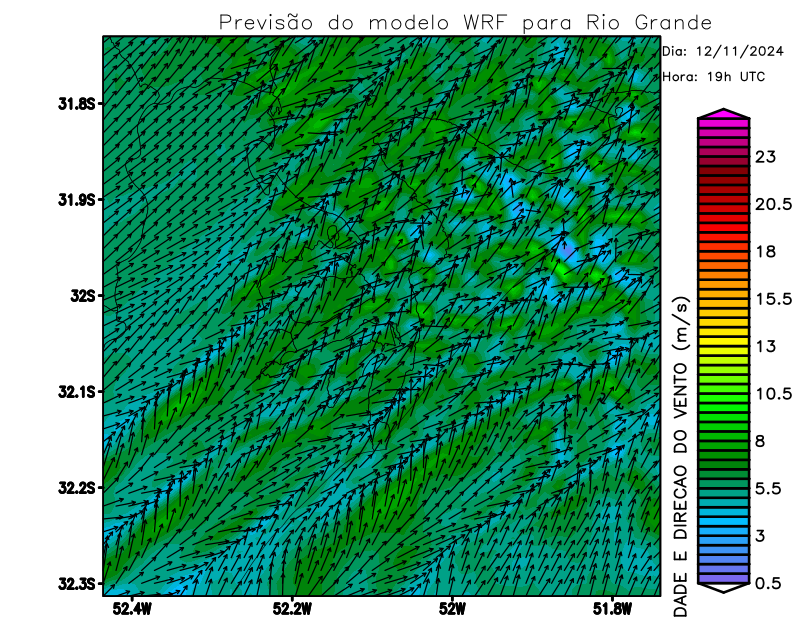 Previsão do modelo WRF para Rio Grande
Dia: 12/11/2024
Hora: 19h UTC
31.8S
31.9S
32S
32.1S
32.2S
32.3S
52.4W
52.2W
52W
51.8W
DADE E DIRECAO DO VENTO (m/s)
23
20.5
18
15.5
13
10.5
8
5.5
3
0.5